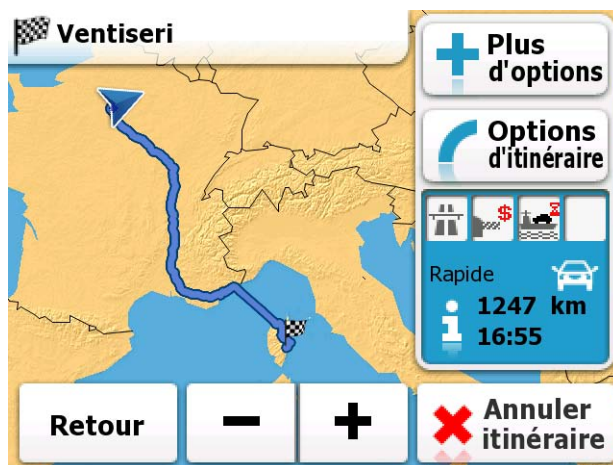 Ventiseri
Plus
d'options
Options
d'itinéraire
$
Rapide
1247 km
16:55
Retour
Annuler
itinéraire